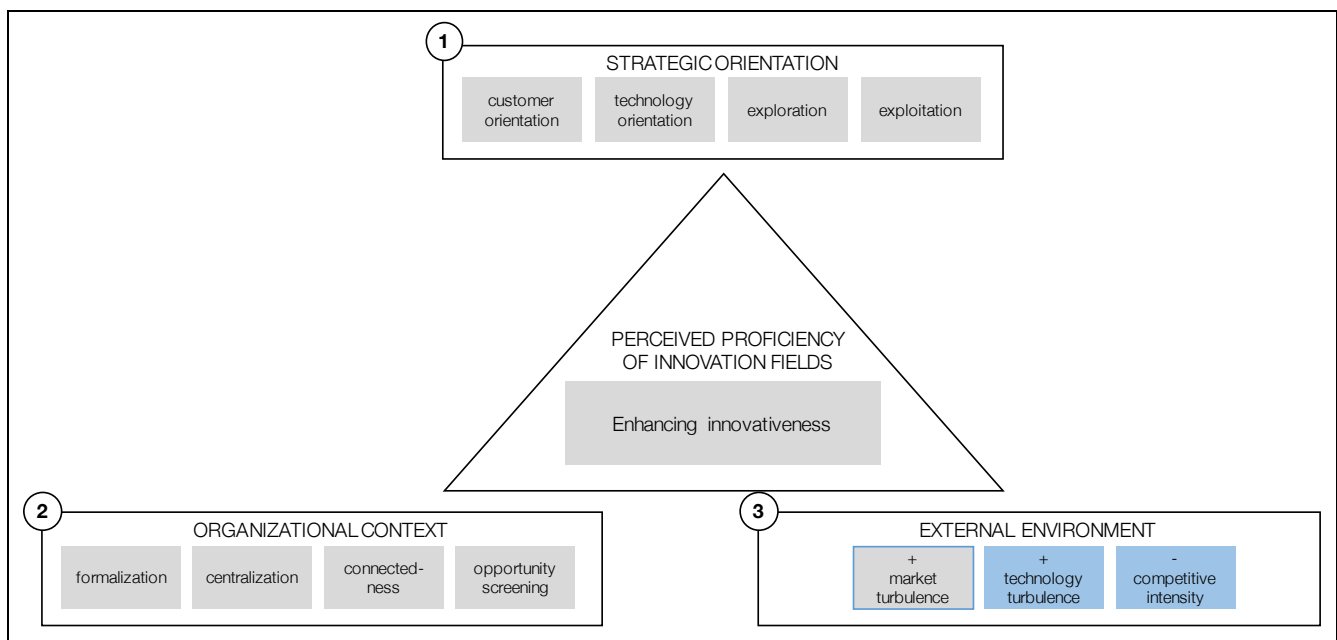 1
STRATEGIC ORIENTATION
customer
orientation
technology
orientation
exploration
exploitation
PERCEIVED PROFICIENCY
OF INNOVATION FIELDS
Enhancing innovativeness
2
ORGANIZATIONAL CONTEXT
formalization
centralization
connected-
ness
opportunity
screening
3
EXTERNAL ENVIRONMENT
+
market
turbulence
+
technology
turbulence
-
competitive
intensity